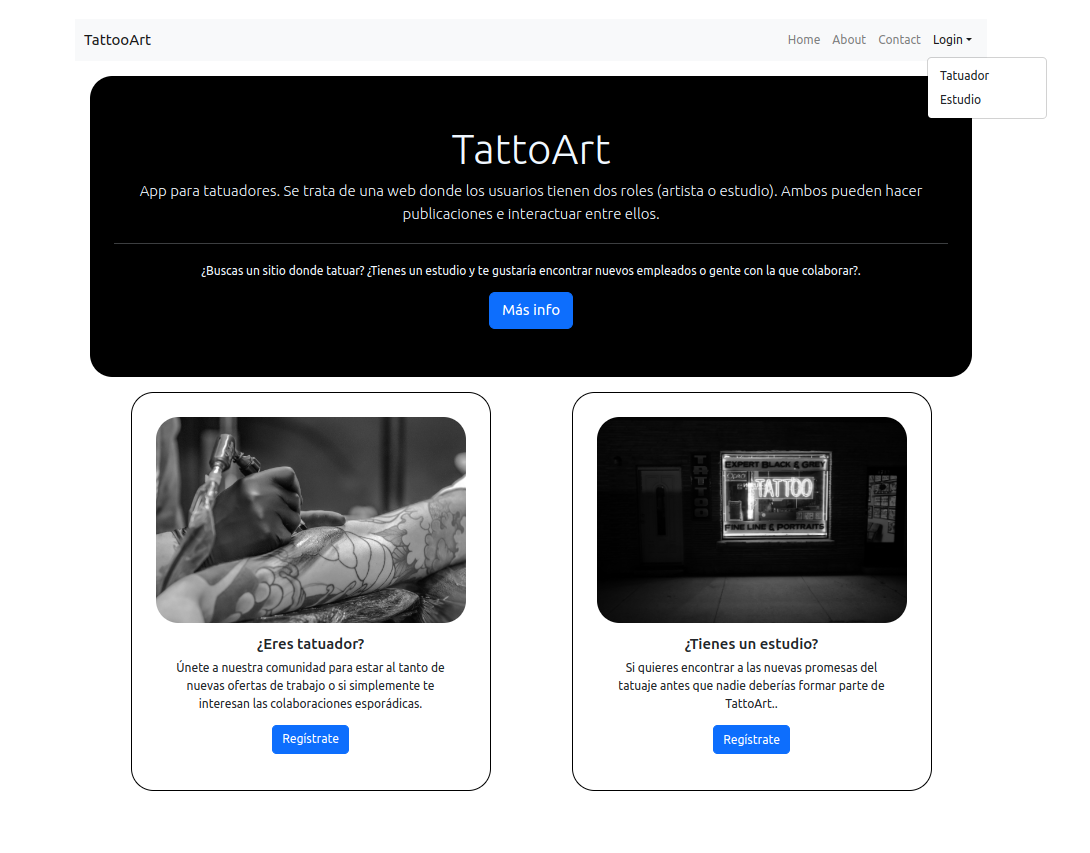 TattooArt
Home About Contact Login
Tatuador
Estudio
TattoArt
App para tatuadores. Se trata de una web donde los usuarios tienen dos roles (artista o estudio). Ambos pueden hacer
publicaciones e interactuar entre ellos.
¿Buscas un sitio donde tatuar? ¿Tienes un estudio y te gustaría encontrar nuevos empleados o gente con la que colaborar?.
Más info
EXPERT BLACK & GREY
TATTOO
TATTOO
FINE LINE & PORTRAITS
¿Eres tatuador?
Únete a nuestra comunidad para estar al tanto de
nuevas ofertas de trabajo o si simplemente te
interesan las colaboraciones esporádicas.
Regístrate
¿Tienes un estudio?
Si quieres encontrar a las nuevas promesas del
tatuaje antes que nadie deberías formar parte de
TattoArt..
Regístrate